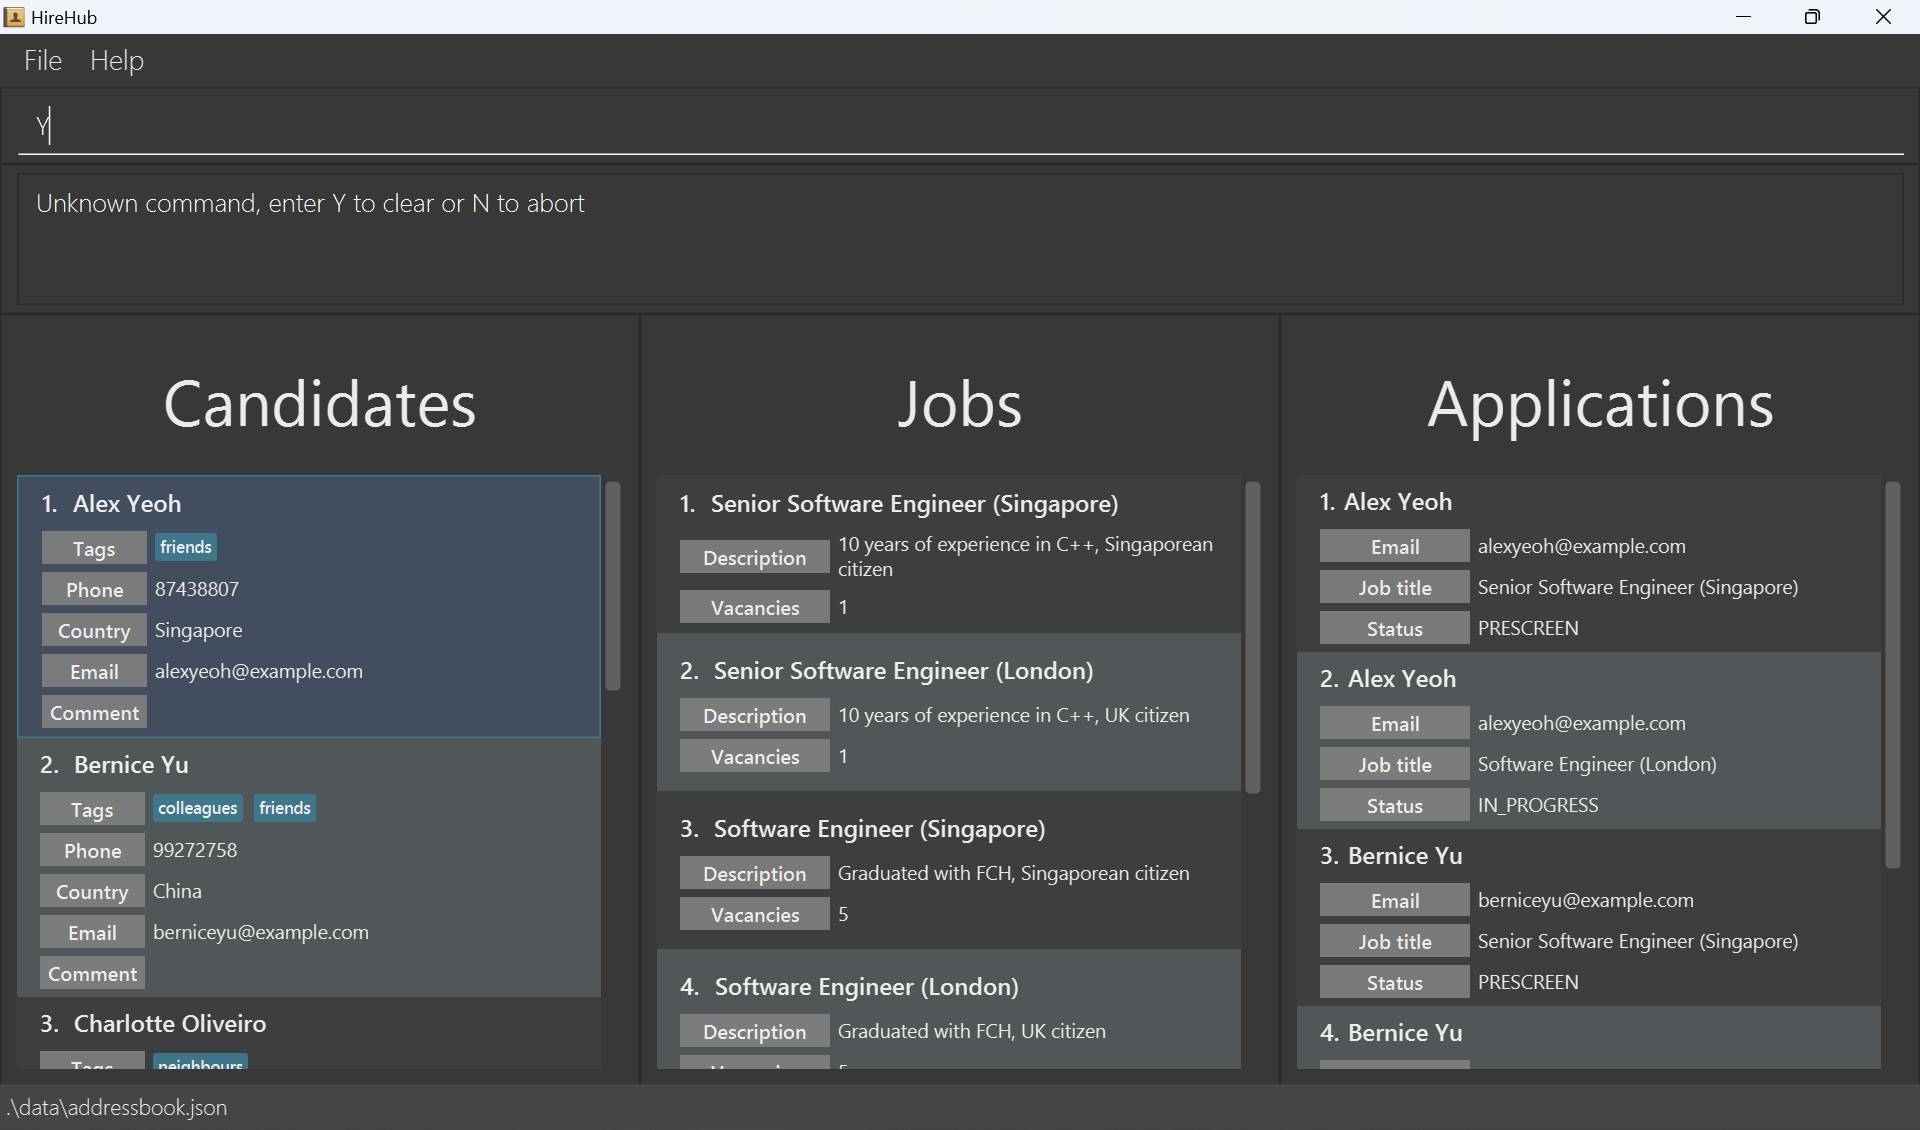 HireHub
File Help
Y
Unknown command, enter Y to clear or N to abort
Candidates
1. Alex Yeoh
Tags friends
Phone 87438807
Country Singapore
Email alexyeoh@example.com
Comment
2. Bernice Yu
Tags colleagues friends
Phone 99272758
Country China
Email berniceyu@example.com
Comment
3. Charlotte Oliveiro
Tags neighbours
Jobs
1. Senior Software Engineer (Singapore)
Description 10 years of experience in C++, Singaporean
citizen
Vacancies 1
2. Senior Software Engineer (London)
Description 10 years of experience in C++, UK citizen
Vacancies 1
3. Software Engineer (Singapore)
Description Graduated with FCH, Singaporean citizen
Vacancies 5
4. Software Engineer (London)
Description Graduated with FCH, UK citizen
Applications
1. Alex Yeoh
Email alexyeoh@example.com
Job title Senior Software Engineer (Singapore)
Status PRESCREEN
2. Alex Yeoh
Email alexyeoh@example.com
Job title Software Engineer (London)
Status IN_PROGRESS
3. Bernice Yu
Email berniceyu@example.com
Job title Senior Software Engineer (Singapore)
Status PRESCREEN
4. Bernice Yu
.\data\addressbook.json